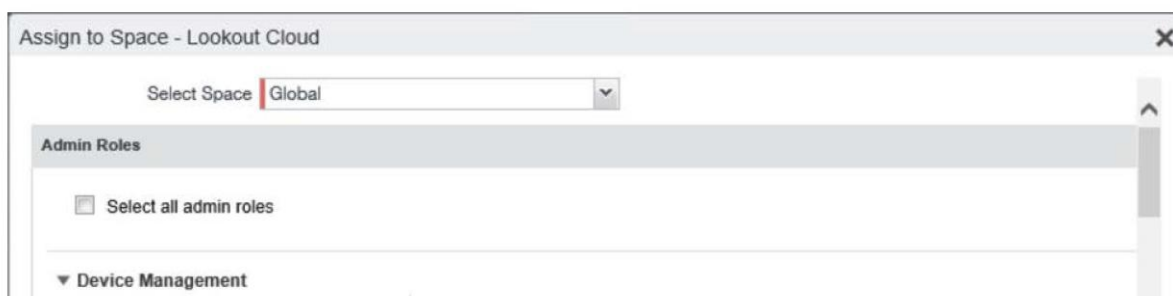 Assign to Space - Lookout Cloud
Select Space Global
Admin Roles
Select all admin roles
Device Management